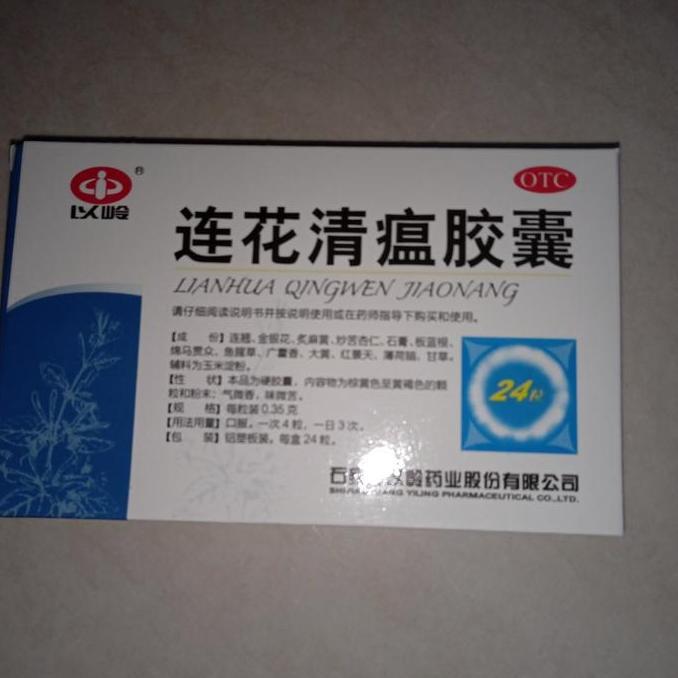 以岭
®
OTC
连花清瘟胶囊
LIANHUA QINGWEN JIAONANG
请仔细阅读说明书并按说明使用或在药师指导下购买和使用。
【成 份】连翘、金银花、炙麻黄、炒苦杏仁、石膏、板蓝根、
绵马贯众、鱼腥草、广藿香、大黄、红景天、薄荷脑、甘草。
辅料为玉米淀粉。
【性 状】本品为硬胶囊,内容物为棕黄色至黄褐色的颗
粒和粉末;气微香,味微苦。
【规 格】每粒装0.35克
【用法用量】口服。一次4粒,一日3次。
【包 装】铝塑板装。每盒24粒。
24粒
石家 以岭药业股份有限公司
YILING PHARMACEUTICAL CO.,LTD.